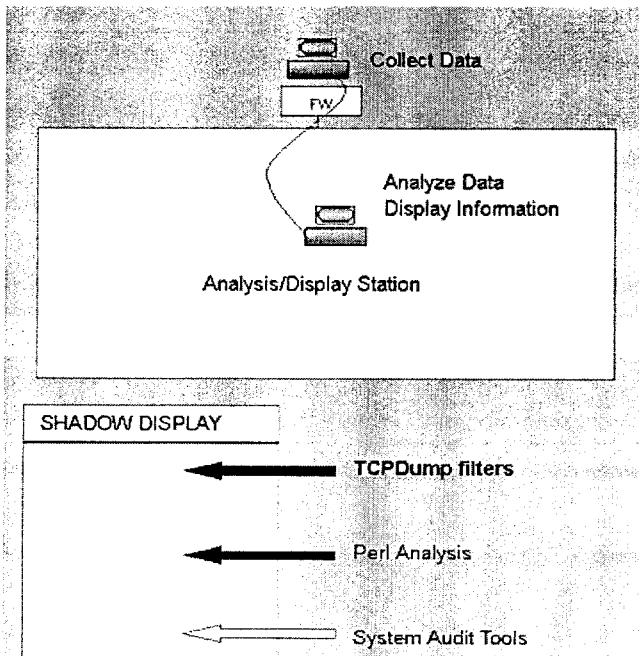 Collect Data
FW
Analyze Data
Display Information
Analysis/Display Station
SHADOW DISPLAY
TCPDump filters
Perl Analysis
System Audit Tools